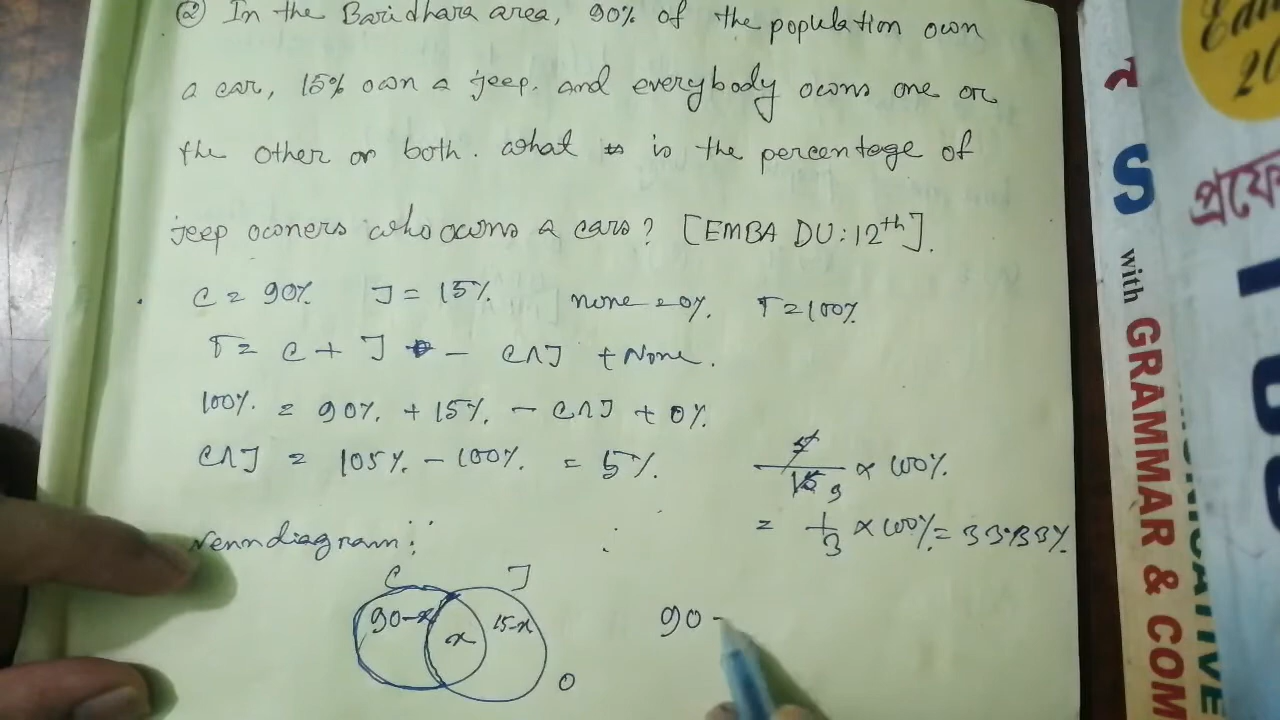 ② In the Baridhara area, 90% of the population own
a car, 15% own a jeep. and everybody owns one or
the other or both. what is the percentage of
jeep owners who owns a cars? [EMBA DU:12th].
C = 90% J = 15% none = 0% T = 100%
T = C + J - C∩J + None.
100% = 90% + 15% - C∩J + 0%
C∩J = 105% - 100% = 5%
5/15 3 × 100%
= 1/3 × 100% = 33.33%
Venndiagram:
C J
90-x x 15-x
0
90 -
with GRAMMAR & COM
S
প্রফে